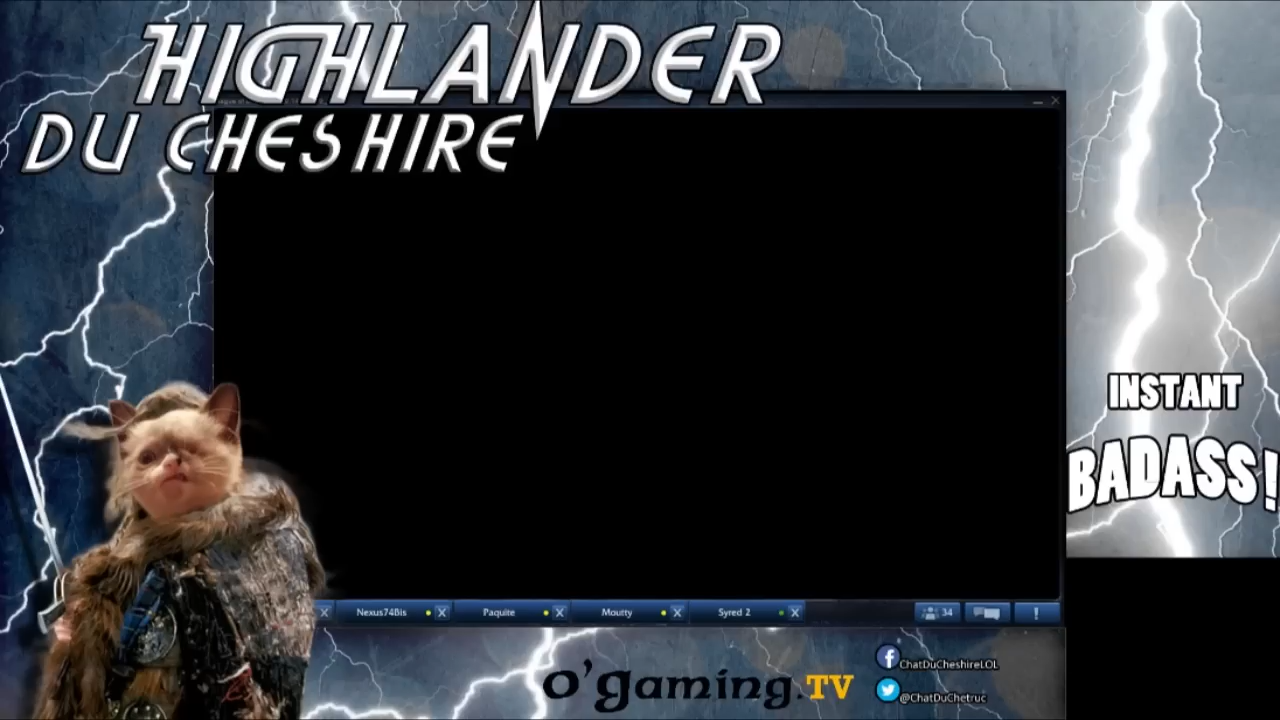 HIGHLANDER
DU CHESHIRE
INSTANT
BADASS!
Nexus74Bis
Paquite
Moutty
Syred 2
34
!
o'Gaming.TV
ChatDuCheshireLOL
@ChatDuChetruc